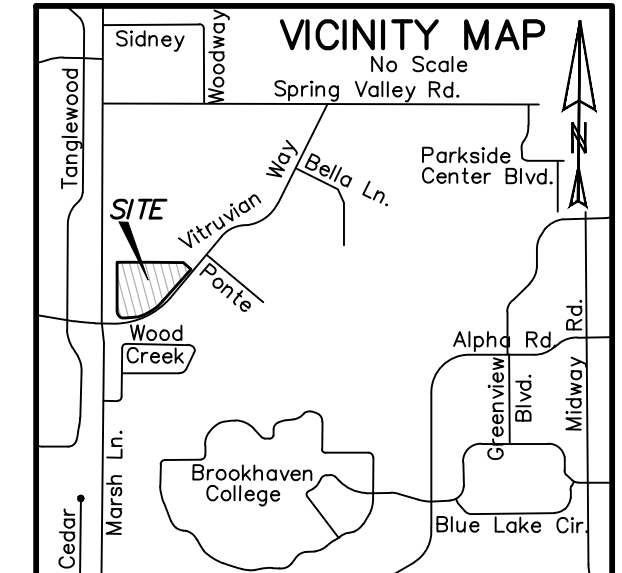 VICINITY MAP
No Scale
Sidney
Woodway
Spring Valley Rd.
Tanglewood
N
Parkside
Center Blvd.
Bella Ln.
Vitruvian Way
SITE
Ponte
Wood
Creek
Alpha Rd.
Midway Rd.
Greenview
Blvd.
Marsh Ln.
Brookhaven
College
Blue Lake Cir.
Cedar